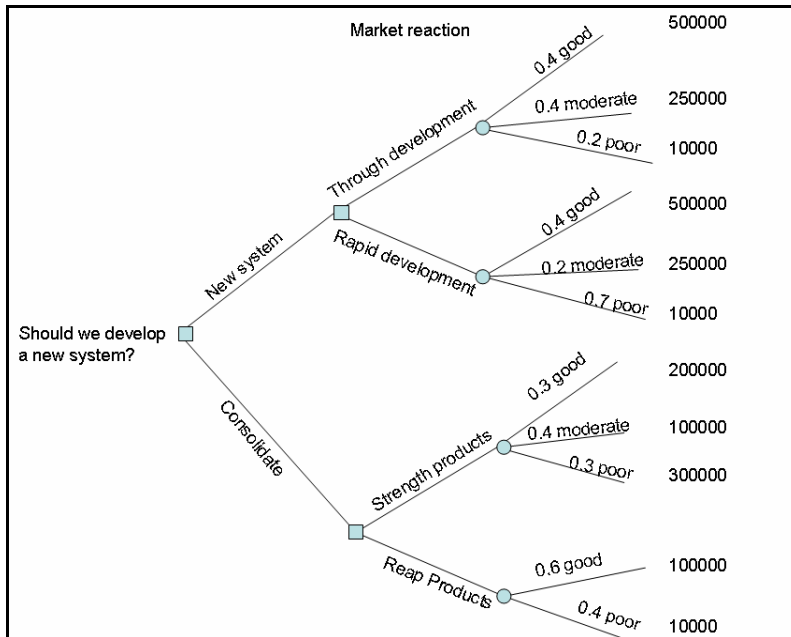 Market reaction
500000
0.4 good
250000
0.4 moderate
Through development
0.2 poor
10000
500000
0.4 good
New system
Rapid development
0.2 moderate
250000
0.7 poor
10000
Should we develop
a new system?
200000
0.3 good
Consolidate
100000
0.4 moderate
Strength products
0.3 poor
300000
100000
0.6 good
Reap Products
0.4 poor
10000